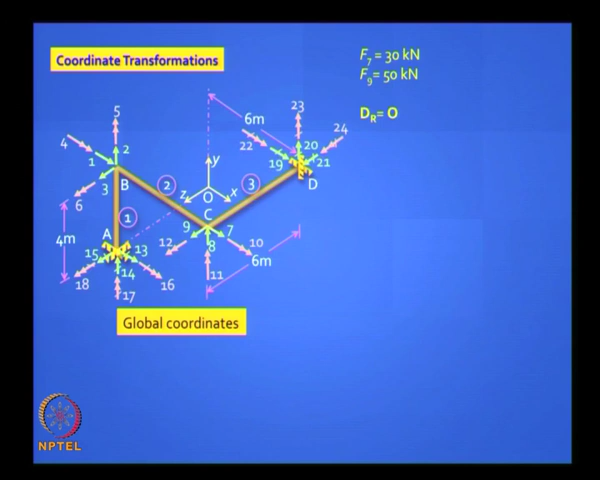 Coordinate Transformations
F7 = 30 kN
F9 = 50 kN
DR = O
5
23
6m
4
2
20
24
22
1
y
19
21
3
B
2
z
O
x
3
D
6
1
C
4m
A
9
7
15
13
12
8
10
14
6m
18
16
11
17
Global coordinates
NPTEL